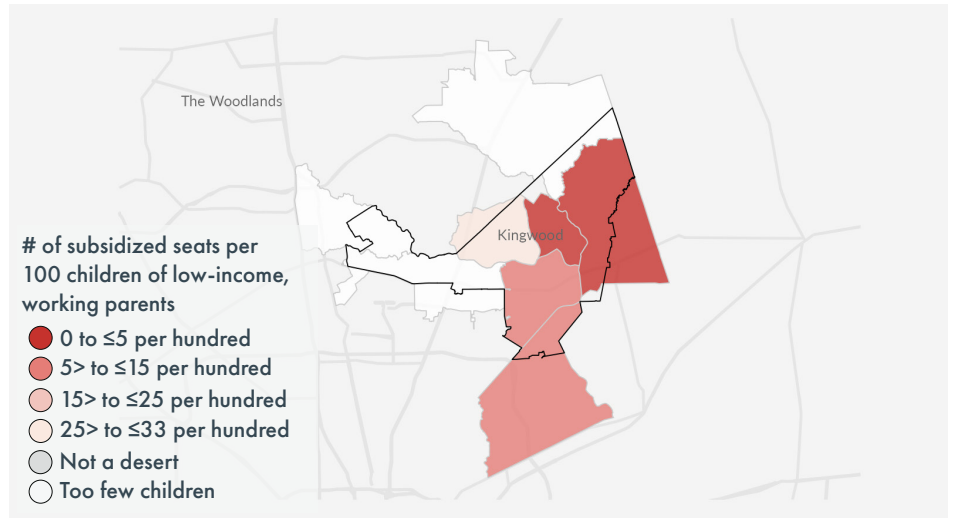 The Woodlands
Kingwood
# of subsidized seats per
100 children of low-income,
working parents
0 to ≤5 per hundred
5> to ≤15 per hundred
15> to ≤25 per hundred
25> to ≤33 per hundred
Not a desert
Too few children